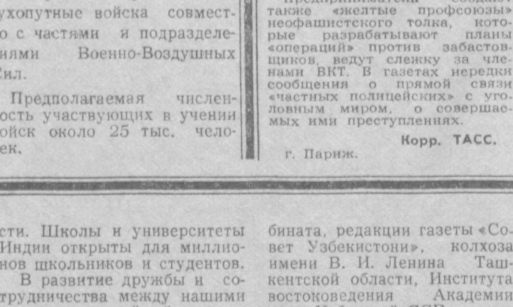 ухопутные войска совмест-
о с частями и подразделе-
ниями Военно-Воздушных
Сил.
Предполагаемая числен-
ость участвующих в учении
ойск около 25 тыс. чело-
ек.
также «желтые профсоюзы»
неофашистского толка, кото-
рые разрабатывают планы
«операций» против забастов-
щиков, ведут слежку за чле-
нами ВКТ. В газетах нередки
сообщения о прямой связи
«частных полицейских» с уго-
ловным миром, о совершае-
мых ими преступлениях.
Корр. ТАСС.
г. Париж.
сти. Школы и университеты
Индии открыты для миллио-
нов школьников и студентов.
В развитие дружбы и со-
трудничества между нашими
бината, редакции газеты «Со-
вет Узбекистони», колхоза
имени В. И. Ленина Таш-
кентской области, Института
востоковедения Академии